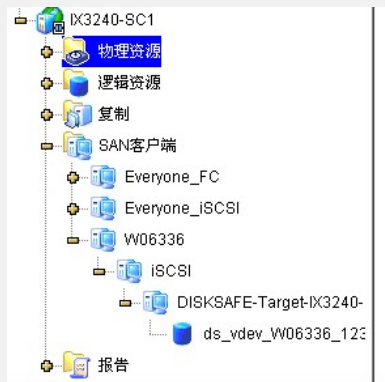 IX3240-SC1
物理资源
逻辑资源
复制
SAN客户端
Everyone_FC
Everyone_iSCSI
W06336
iSCSI
DISKSAFE-Target-IX3240-
ds_vdev_W06336_123
报告